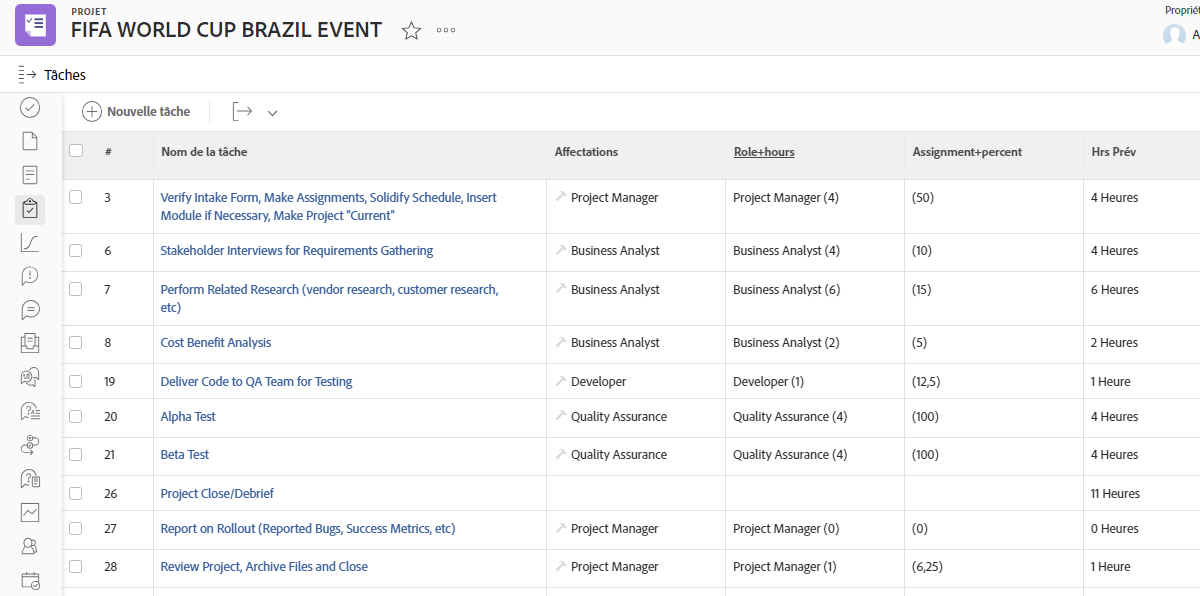 PROJET
FIFA WORLD CUP BRAZIL EVENT
Tâches
Nouvelle tâche
# Nom de la tâche Affectations Role+hours Assignment+percent Hrs Prév
3 Verify Intake Form, Make Assignments, Solidify Schedule, Insert Project Manager Project Manager (4) (50) 4 Heures
Module if Necessary, Make Project "Current"
6 Stakeholder Interviews for Requirements Gathering Business Analyst Business Analyst (4) (10) 4 Heures
7 Perform Related Research (vendor research, customer research, Business Analyst Business Analyst (6) (15) 6 Heures
etc)
8 Cost Benefit Analysis Business Analyst Business Analyst (2) (5) 2 Heures
19 Deliver Code to QA Team for Testing Developer Developer (1) (12,5) 1 Heure
20 Alpha Test Quality Assurance Quality Assurance (4) (100) 4 Heures
21 Beta Test Quality Assurance Quality Assurance (4) (100) 4 Heures
26 Project Close/Debrief 11 Heures
27 Report on Rollout (Reported Bugs, Success Metrics, etc) Project Manager Project Manager (0) (0) 0 Heures
28 Review Project, Archive Files and Close Project Manager Project Manager (1) (6,25) 1 Heure